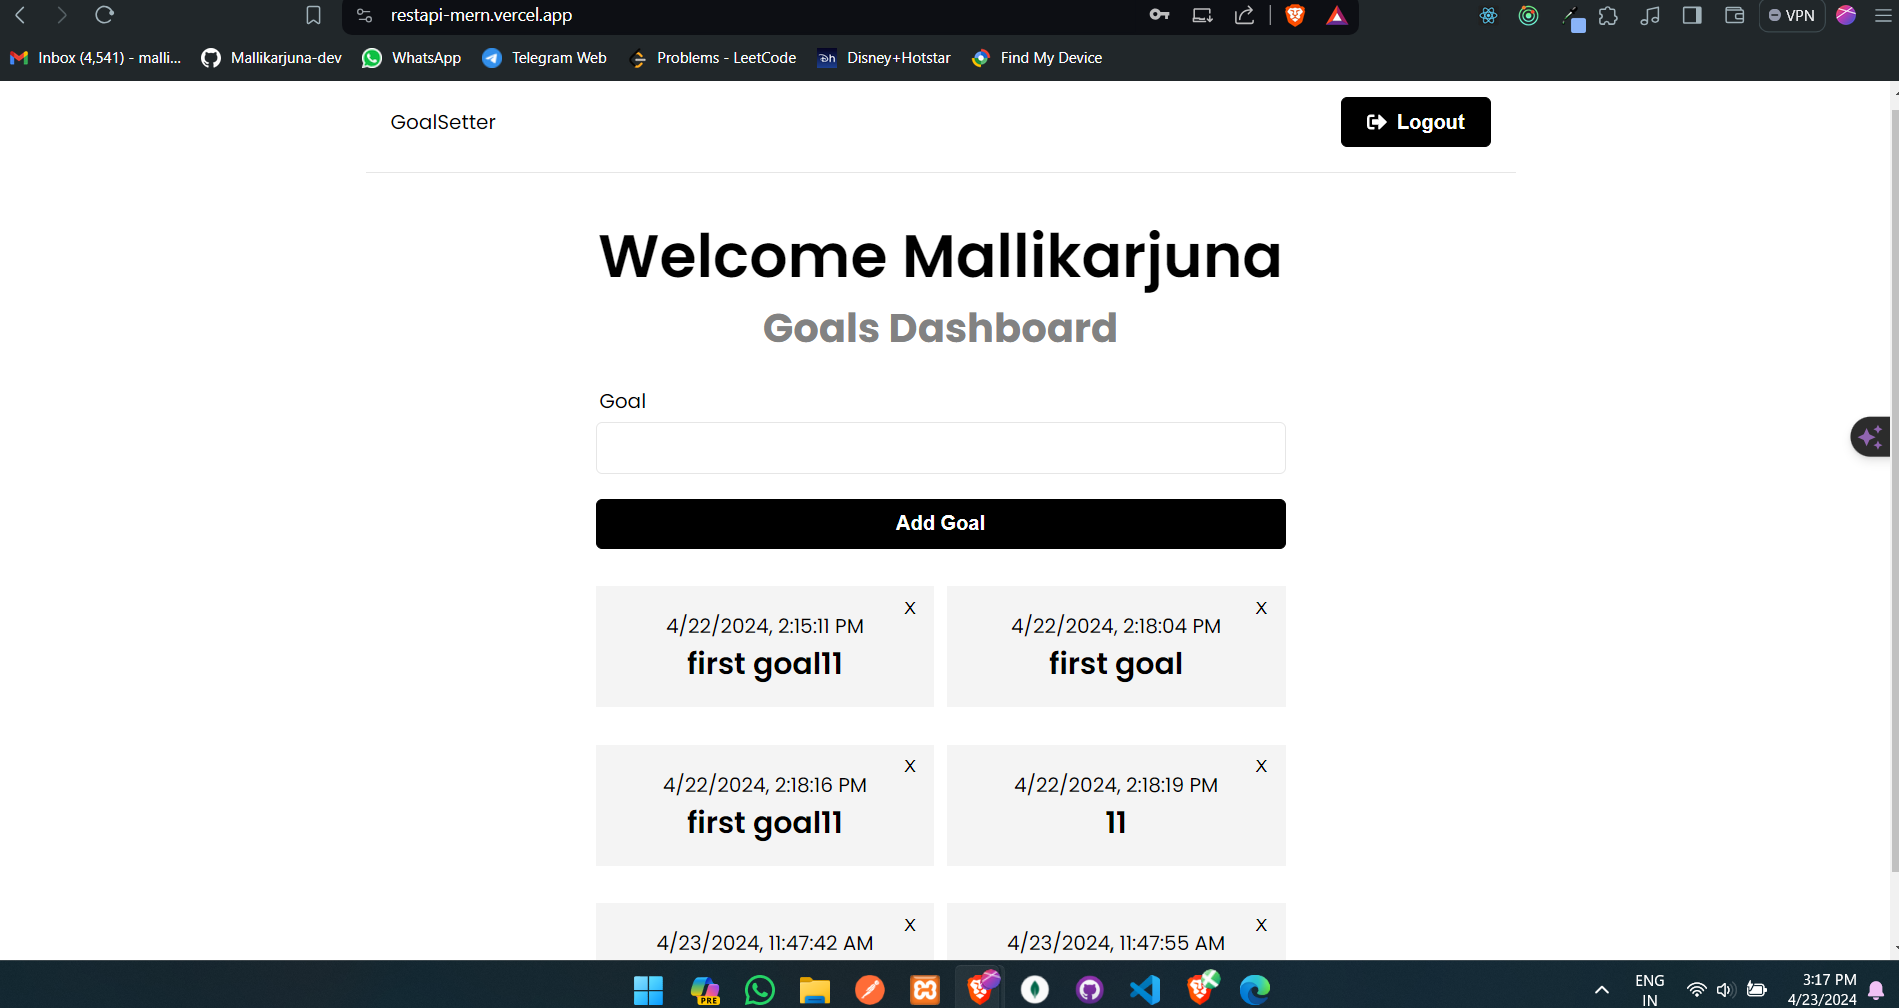 restapi-mern.vercel.app
VPN
Inbox (4,541) - malli...
Mallikarjuna-dev
WhatsApp
Telegram Web
Problems - LeetCode
Disney+Hotstar
Find My Device
GoalSetter
Logout
Welcome Mallikarjuna
Goals Dashboard
Goal
Add Goal
X
4/22/2024, 2:15:11 PM
first goal11
X
4/22/2024, 2:18:04 PM
first goal
X
4/22/2024, 2:18:16 PM
first goal11
X
4/22/2024, 2:18:19 PM
11
X
4/23/2024, 11:47:42 AM
X
4/23/2024, 11:47:55 AM
PRE
ENG
IN
3:17 PM
4/23/2024